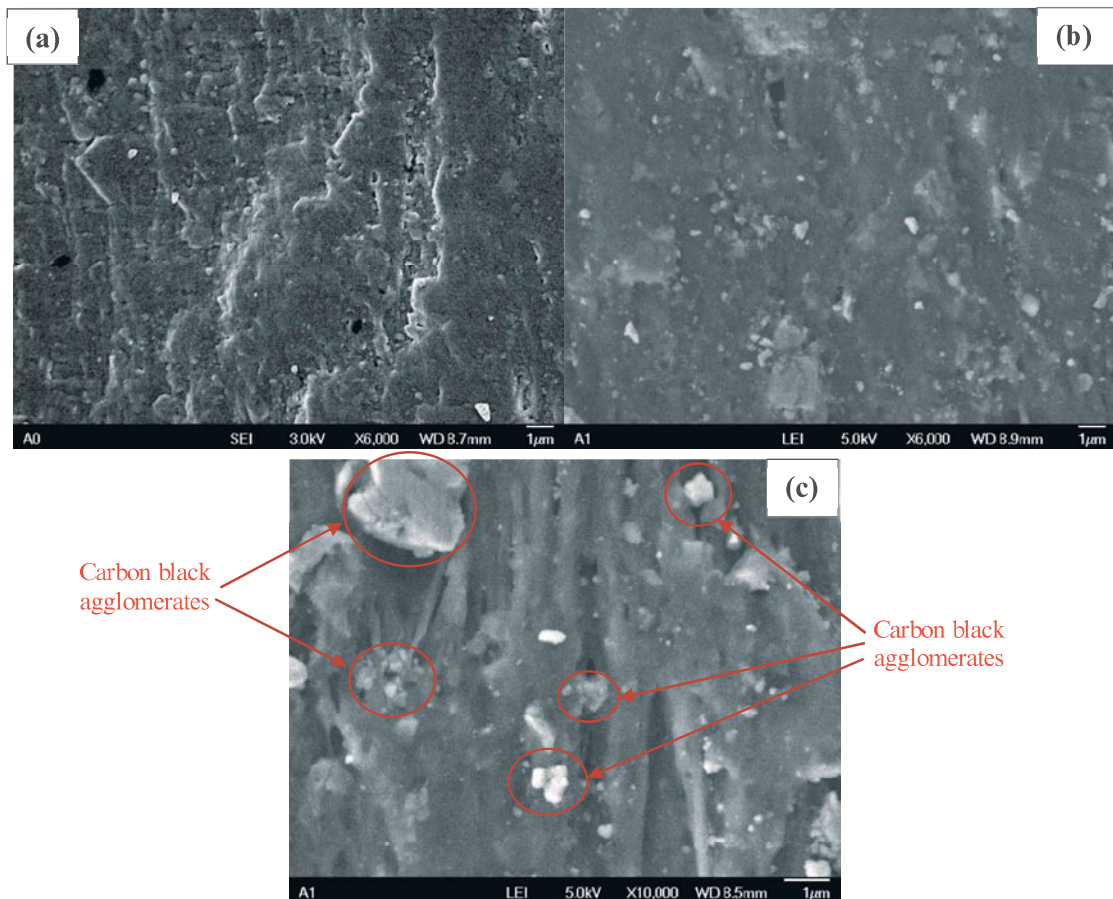 (a)
(b)
A0 SEI 3.0kV X6,000 WD 8.7mm 1µm
A1 LEI 5.0kV X6,000 WD 8.9mm 1µm
(c)
Carbon black
agglomerates
Carbon black
agglomerates
A1 LEI 5.0kV X10,000 WD 8.5mm 1µm